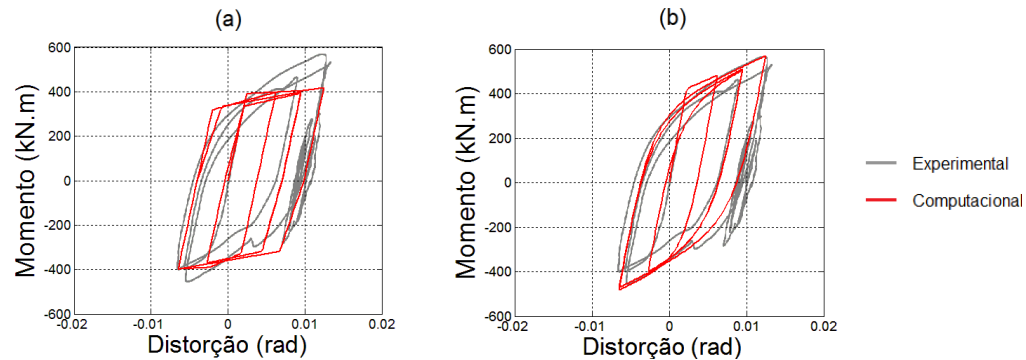 (a)
Momento (kN.m)
600
400
200
0
-200
-400
-600
-0.02 -0.01 0 0.01 0.02
Distorção (rad)
(b)
Momento (kN.m)
600
400
200
0
-200
-400
-600
-0.02 -0.01 0 0.01 0.02
Distorção (rad)
Experimental
Computacional